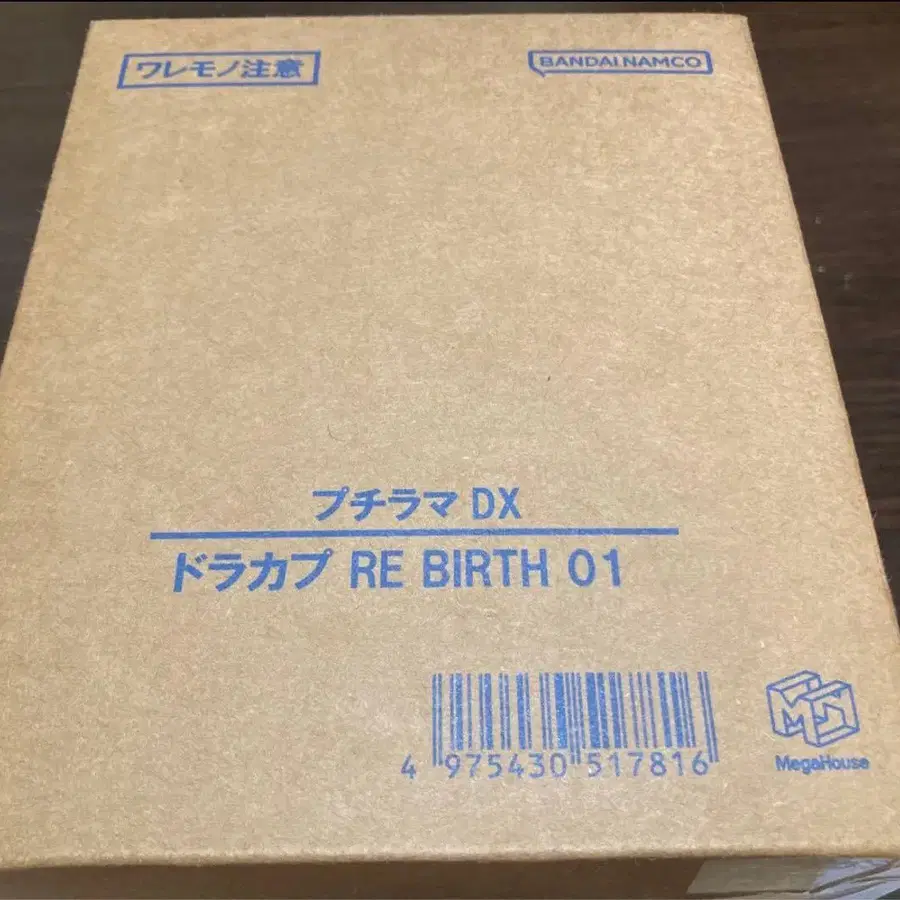 ワレモノ注意
BANDAI NAMCO
プチラマ DX
ドラカプ RE BIRTH 01
4 975430 517816
MegaHouse